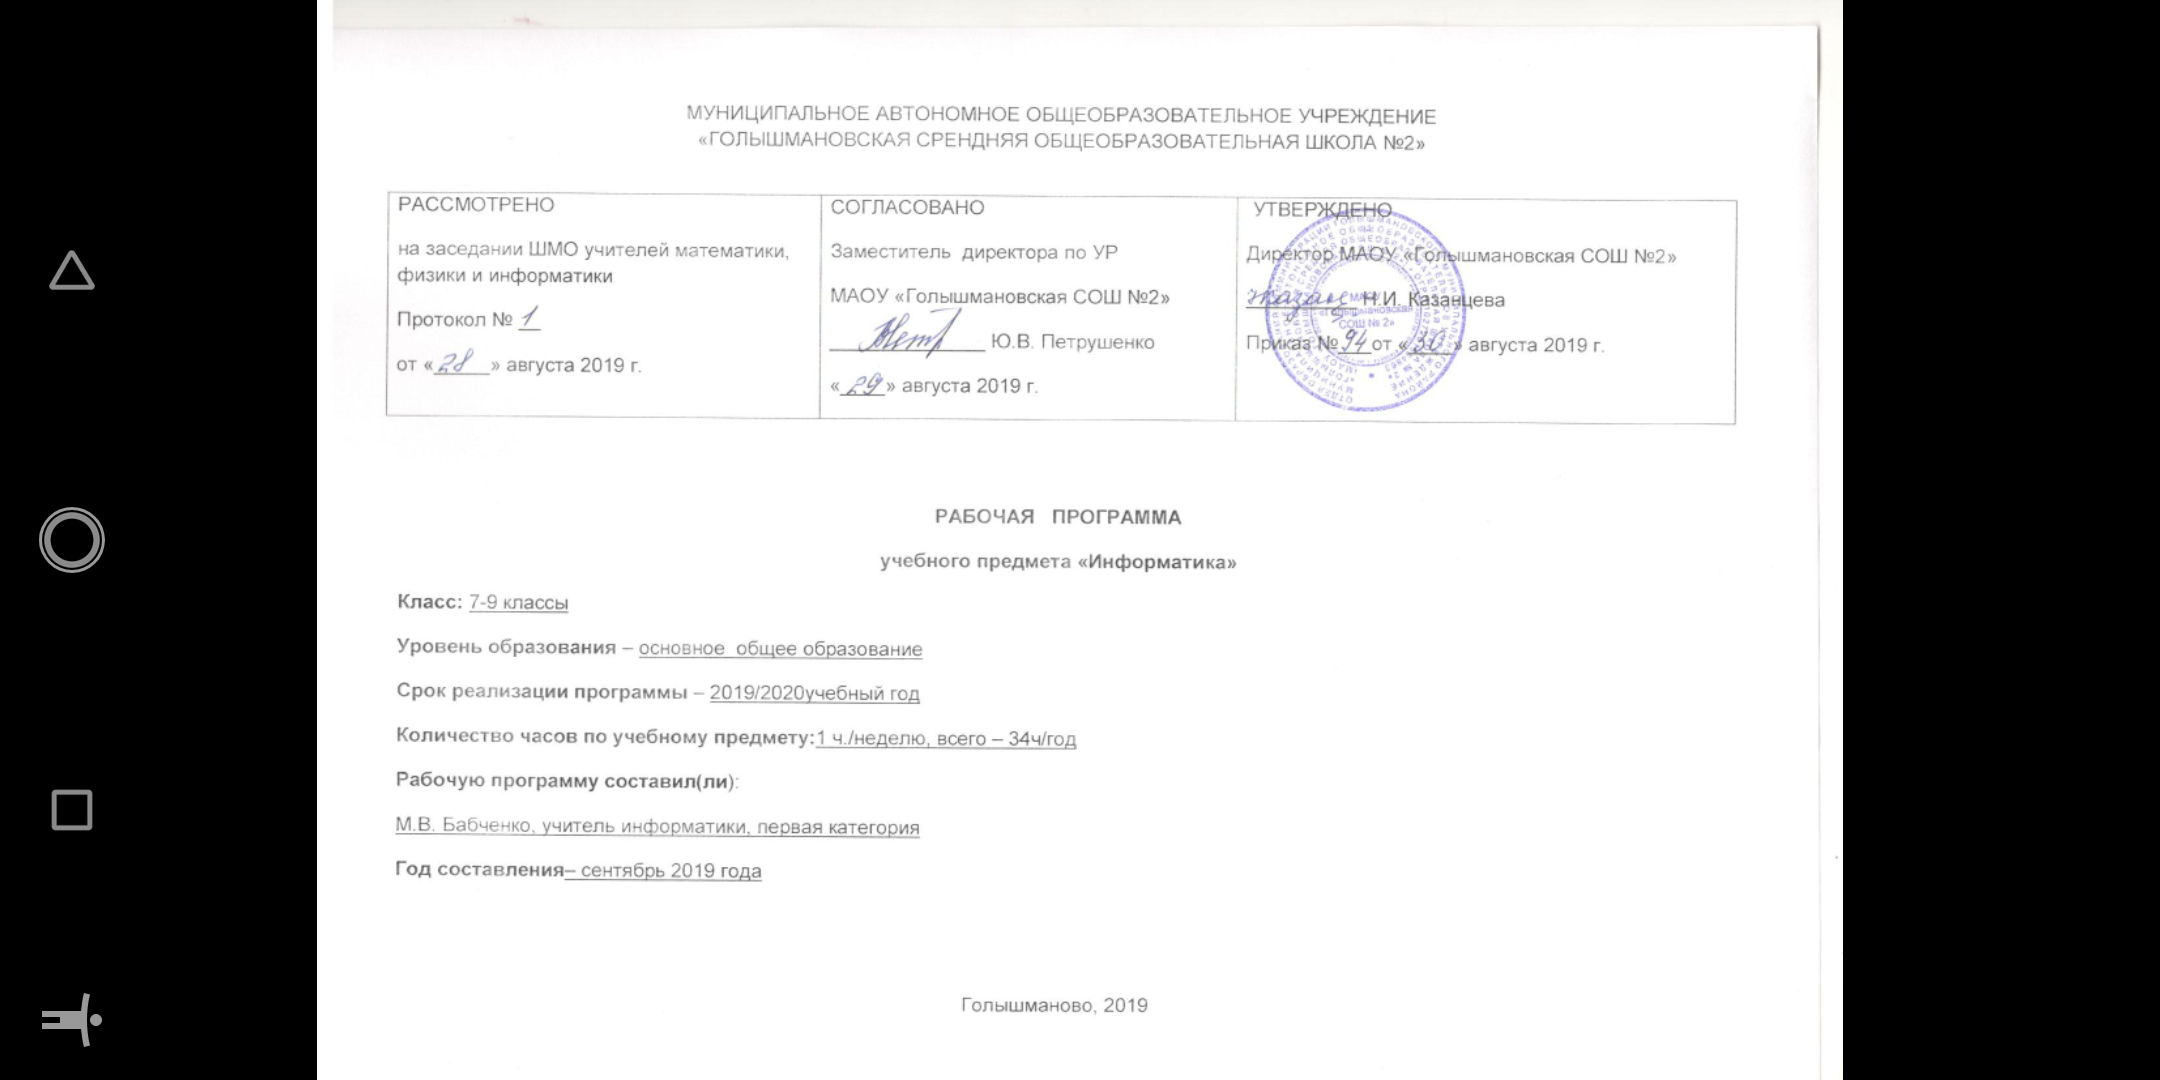 МУНИЦИПАЛЬНОЕ АВТОНОМНОЕ ОБЩЕОБРАЗОВАТЕЛЬНОЕ УЧРЕЖДЕНИЕ
«ГОЛЫШМАНОВСКАЯ СРЕНДНЯЯ ОБЩЕОБРАЗОВАТЕЛЬНАЯ ШКОЛА №2»
РАССМОТРЕНО
на заседании ШМО учителей математики,
физики и информатики
Протокол № 1
от «28» августа 2019 г.
СОГЛАСОВАНО
Заместитель директора по УР
МАОУ «Голышмановская СОШ №2»
Ю.В. Петрушенко
«29» августа 2019 г.
УТВЕРЖДЕНО
Директор МАОУ «Голышмановская СОШ №2»
Н.И. Казанцева
Приказ № 94 от «30» августа 2019 г.
МАОУ
«Голышмановская
СОШ № 2»
РАБОЧАЯ ПРОГРАММА
учебного предмета «Информатика»
Класс: 7-9 классы
Уровень образования – основное общее образование
Срок реализации программы – 2019/2020учебный год
Количество часов по учебному предмету:1 ч./неделю, всего – 34ч/год
Рабочую программу составил(ли):
М.В. Бабченко, учитель информатики, первая категория
Год составления– сентябрь 2019 года
Голышманово, 2019